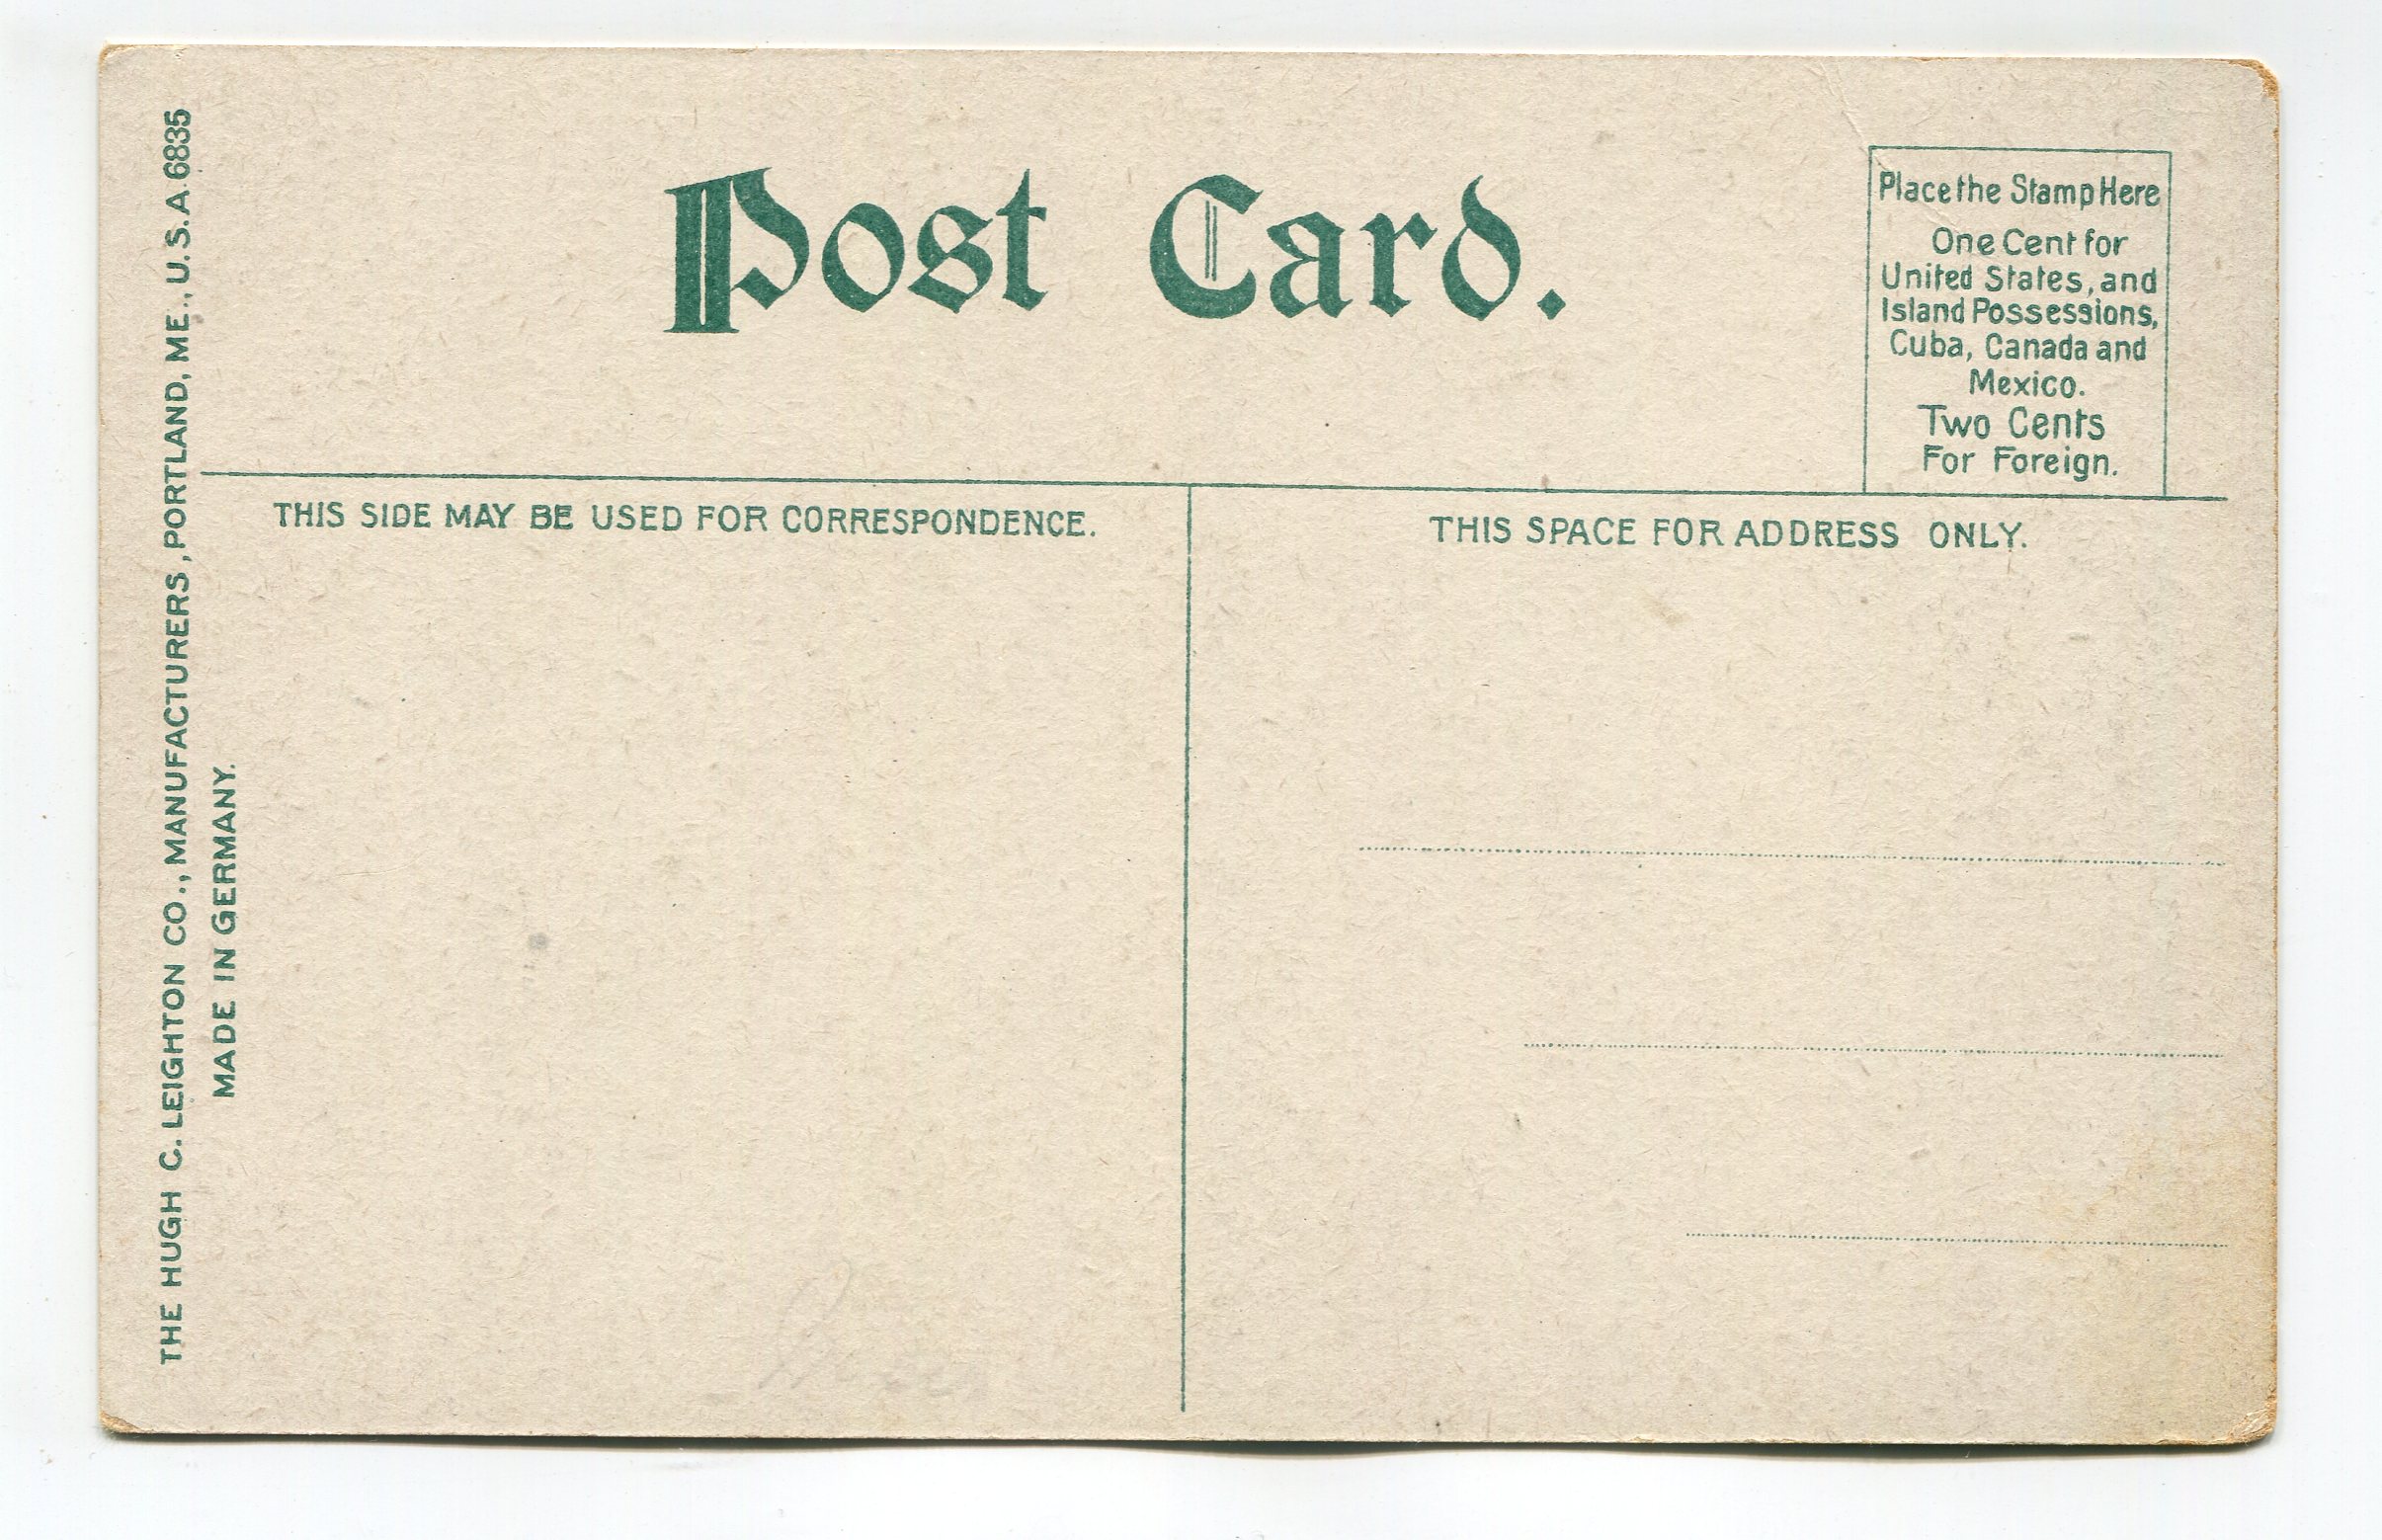 THE HUGH C. LEIGHTON CO., MANUFACTURERS, PORTLAND, ME., U.S.A. 6835
MADE IN GERMANY.
Post Card.
Place the Stamp Here
One Cent for
United States, and
Island Possessions,
Cuba, Canada and
Mexico.
Two Cents
For Foreign.
THIS SIDE MAY BE USED FOR CORRESPONDENCE.
THIS SPACE FOR ADDRESS ONLY.